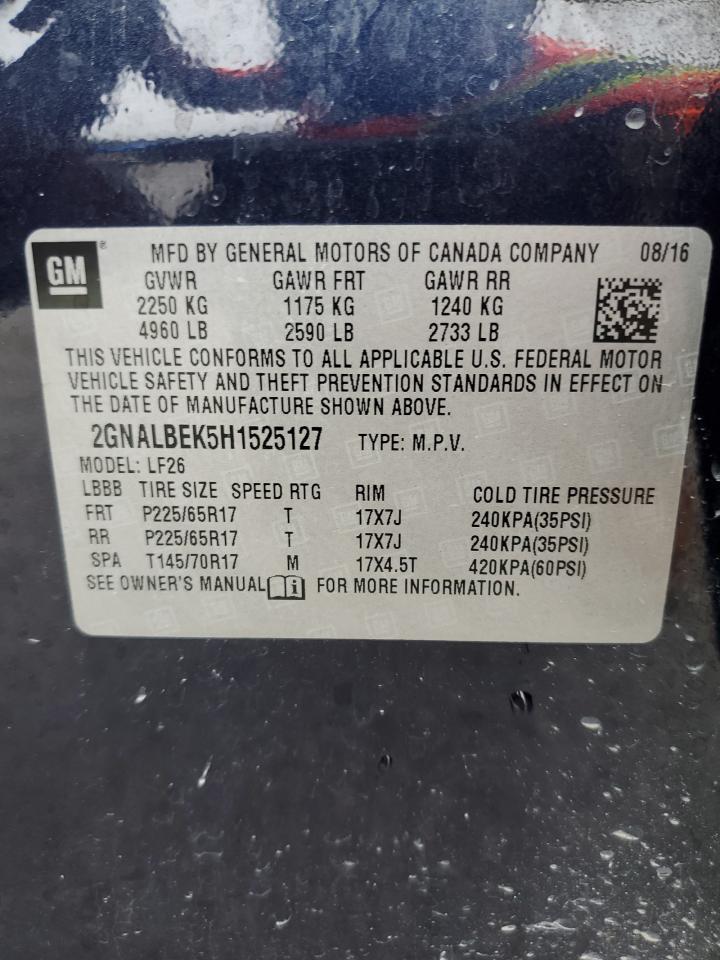 GM ® MFD BY GENERAL MOTORS OF CANADA COMPANY 08/16
GVWR GAWR FRT GAWR RR
2250 KG 1175 KG 1240 KG
4960 LB 2590 LB 2733 LB
THIS VEHICLE CONFORMS TO ALL APPLICABLE U.S. FEDERAL MOTOR
VEHICLE SAFETY AND THEFT PREVENTION STANDARDS IN EFFECT ON
THE DATE OF MANUFACTURE SHOWN ABOVE.
2GNALBEK5H1525127 TYPE: M.P.V.
MODEL: LF26
LBBB TIRE SIZE SPEED RTG RIM COLD TIRE PRESSURE
FRT P225/65R17 T 17X7J 240KPA(35PSI)
RR P225/65R17 T 17X7J 240KPA(35PSI)
SPA T145/70R17 M 17X4.5T 420KPA(60PSI)
SEE OWNER'S MANUAL i FOR MORE INFORMATION.